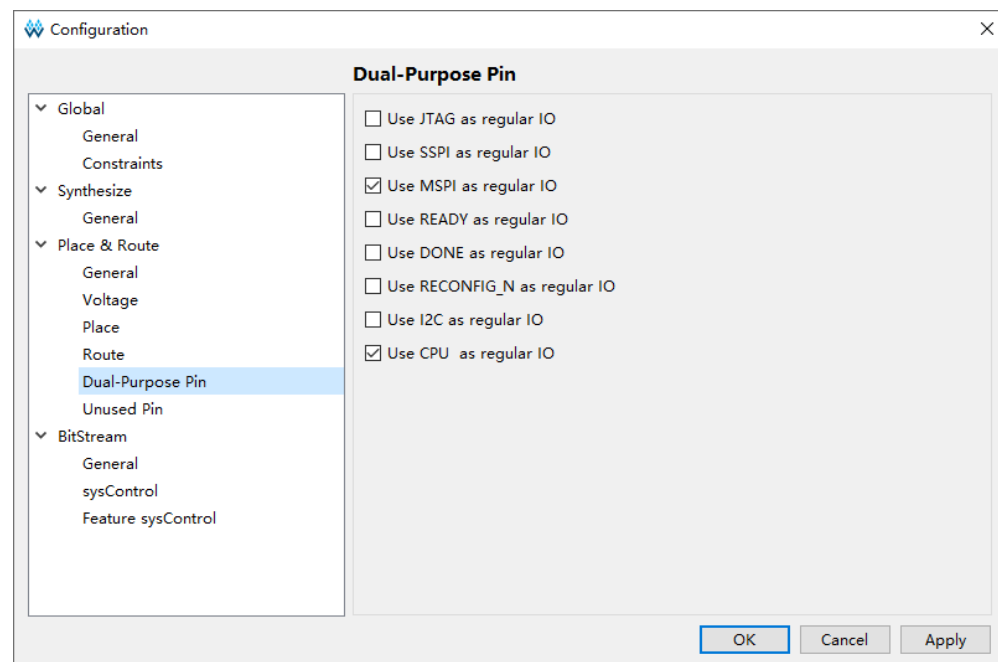 Configuration
Dual-Purpose Pin
Global
General
Constraints
Synthesize
General
Place & Route
General
Voltage
Place
Route
Dual-Purpose Pin
Unused Pin
BitStream
General
sysControl
Feature sysControl
Use JTAG as regular IO
Use SSPI as regular IO
Use MSPI as regular IO
Use READY as regular IO
Use DONE as regular IO
Use RECONFIG_N as regular IO
Use I2C as regular IO
Use CPU  as regular IO
OK
Cancel
Apply